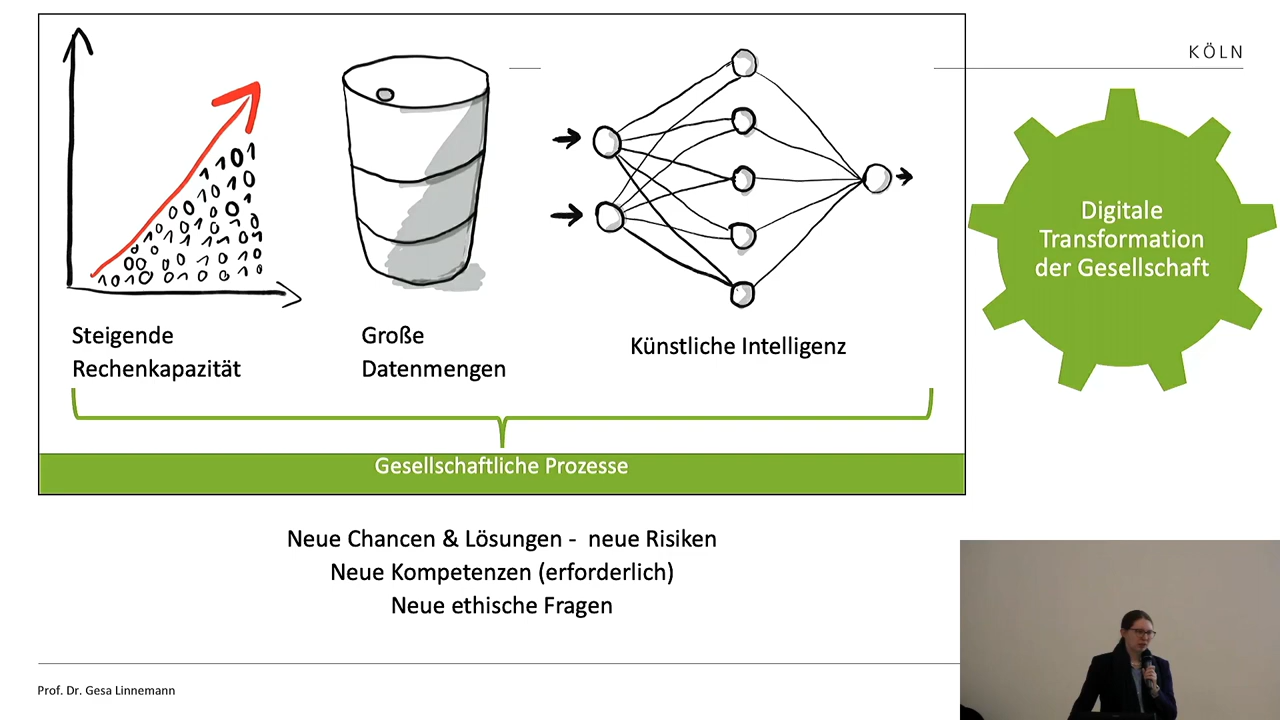 KÖLN
Digitale
Transformation
der Gesellschaft
Steigende
Rechenkapazität
Große
Datenmengen
Künstliche Intelligenz
Gesellschaftliche Prozesse
Neue Chancen & Lösungen - neue Risiken
Neue Kompetenzen (erforderlich)
Neue ethische Fragen
Prof. Dr. Gesa Linnemann